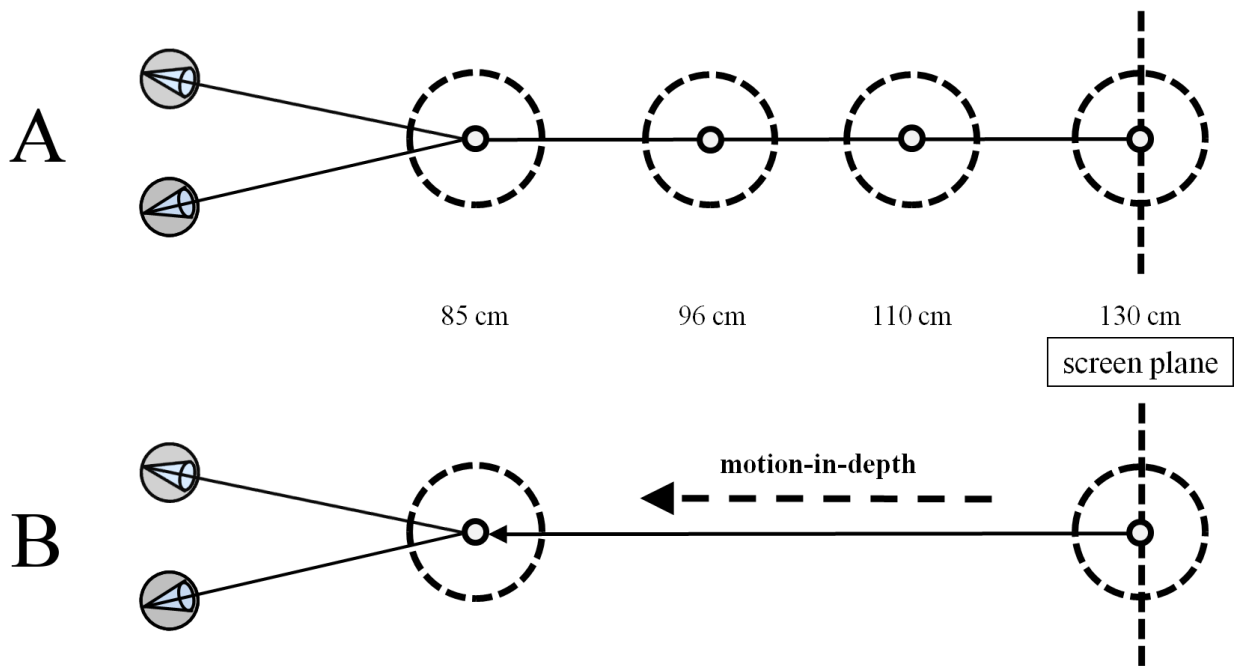 A
85 cm
96 cm
110 cm
130 cm
screen plane
motion-in-depth
B